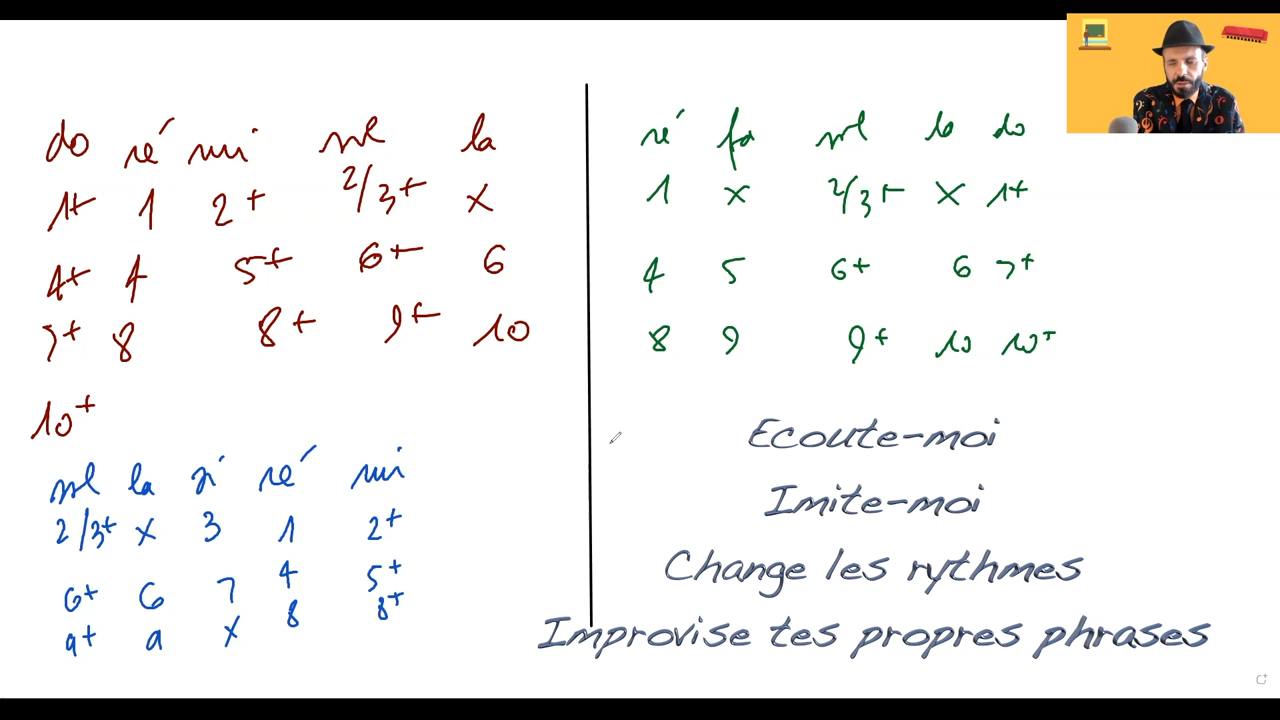 do ré mi sol la
1+ 1 2+ 2/3+ x
4+ 4 5+ 6+ 6
7+ 8 8+ 9+ 10
10+
sol la si ré mi
2/3+ x 3 1 2+
6+ 6 7 4 5+
9+ 9 x 8 8+
ré fa sol la do
1 x 2/3+ x 1+
4 5 6+ 6 7+
8 9 9+ 10 10+
Ecoute-moi
Imite-moi
Change les rythmes
Improvise tes propres phrases